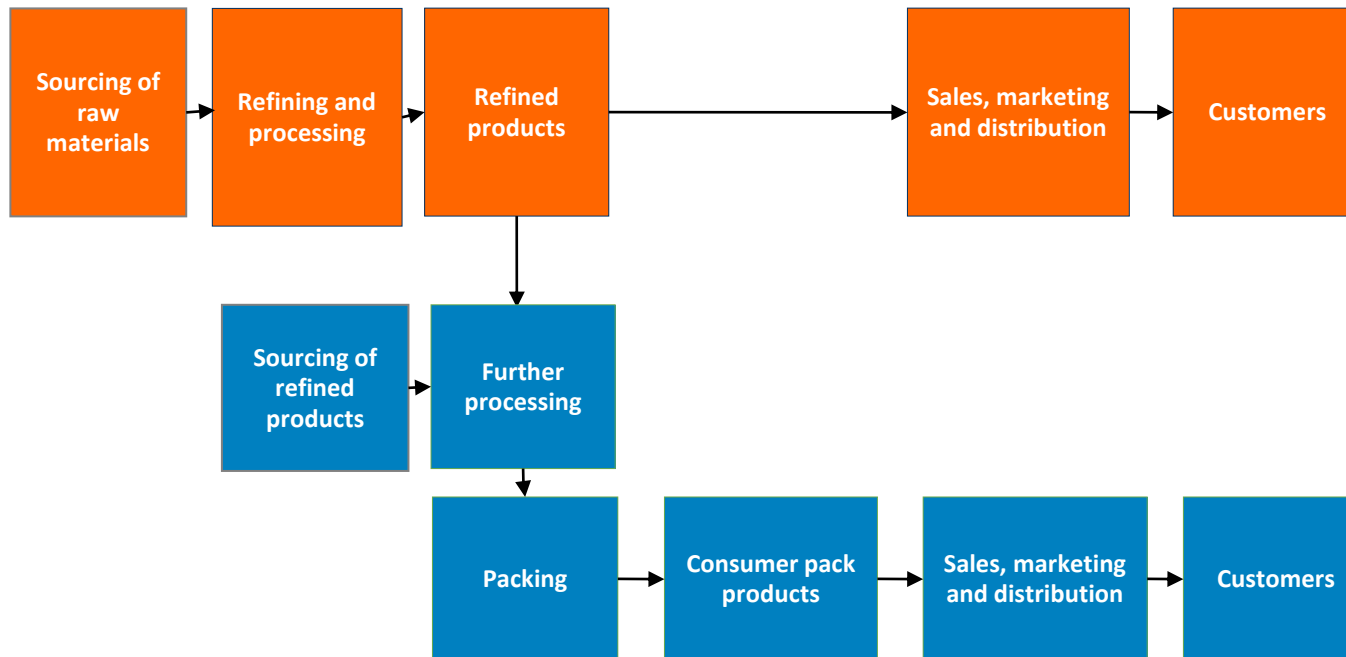 Sourcing of
raw
materials
Refining and
processing
Refined
products
Sales, marketing
and distribution
Customers
Sourcing of
refined
products
Further
processing
Packing
Consumer pack
products
Sales, marketing
and distribution
Customers